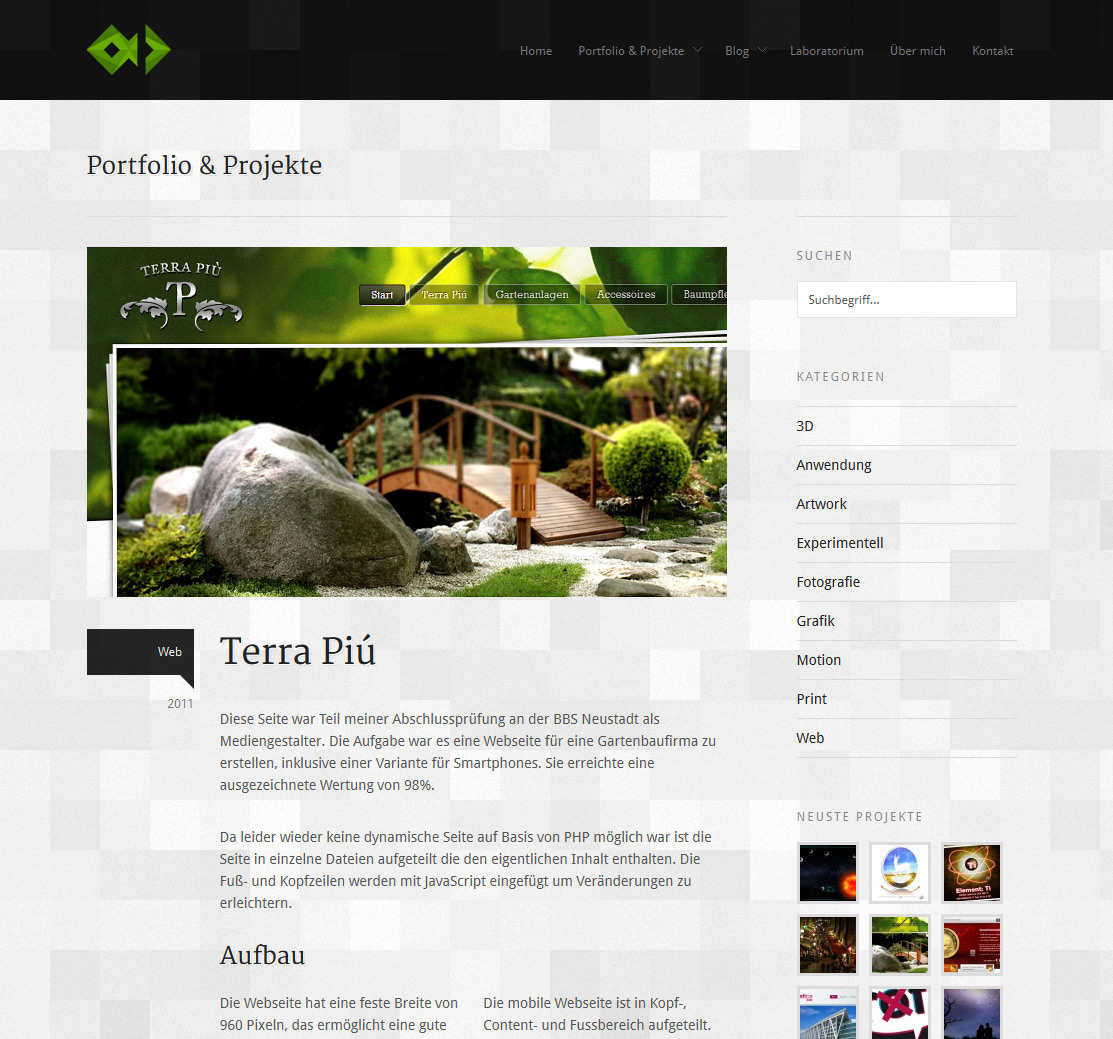 Home Portfolio & Projekte Blog Laboratorium Über mich Kontakt
Portfolio & Projekte
TERRA PIÙ
P
Start Terra Piú Gartenanlagen Accessoires
Web
2011
Terra Piú
Diese Seite war Teil meiner Abschlussprüfung an der BBS Neustadt als
Mediengestalter. Die Aufgabe war es eine Webseite für eine Gartenbaufirma zu
erstellen, inklusive einer Variante für Smartphones. Sie erreichte eine
ausgezeichnete Wertung von 98%.
Da leider wieder keine dynamische Seite auf Basis von PHP möglich war ist die
Seite in einzelne Dateien aufgeteilt die den eigentlichen Inhalt enthalten. Die
Fuß- und Kopfzeilen werden mit JavaScript eingefügt um Veränderungen zu
erleichtern.
Aufbau
Die Webseite hat eine feste Breite von
960 Pixeln, das ermöglicht eine gute
Die mobile Webseite ist in Kopf-,
Content- und Fussbereich aufgeteilt.
SUCHEN
Suchbegriff...
KATEGORIEN
3D
Anwendung
Artwork
Experimentell
Fotografie
Grafik
Motion
Print
Web
NEUSTE PROJEKTE
Element: Ti